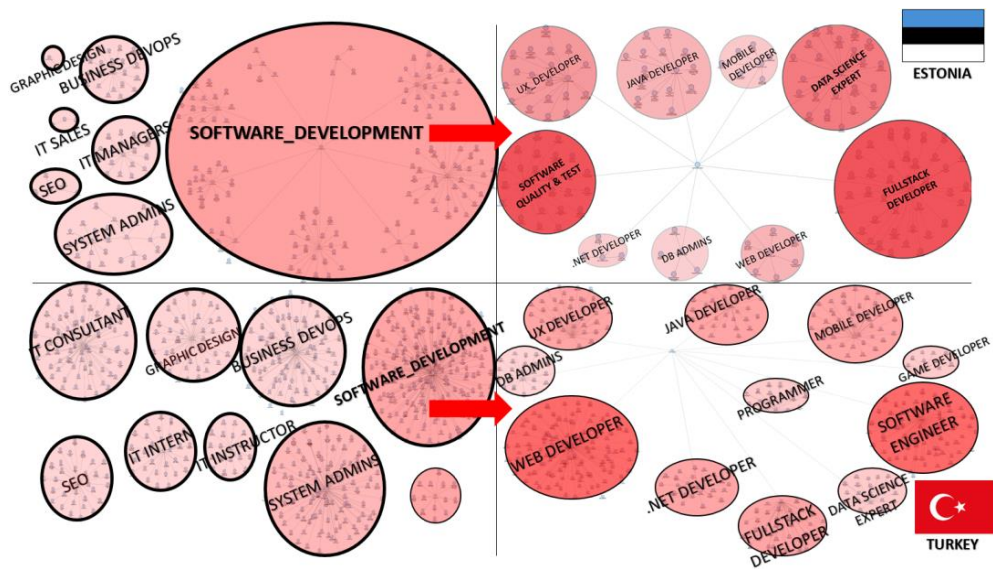 GRAPHIC DESIGN
BUSINESS DEVOPS
IT SALES
IT MANAGERS
SEO
SYSTEM ADMINS
SOFTWARE_DEVELOPMENT
UX_DEVELOPER
JAVA DEVELOPER
MOBILE
DEVELOPER
DATA SCIENCE
EXPERT
ESTONIA
SOFTWARE
QUALITY & TEST
FULLSTACK
DEVELOPER
.NET DEVELOPER
DB ADMINS
WEB DEVELOPER
IT CONSULTANT
GRAPHIC DESIGN
BUSINESS DEVOPS
SOFTWARE_DEVELOPMENT
SEO
IT INTERN
IT INSTRUCTOR
SYSTEM ADMINS
UX DEVELOPER
JAVA DEVELOPER
MOBILE DEVELOPER
DB ADMINS
GAME DEVELOPER
PROGRAMMER
WEB DEVELOPER
SOFTWARE
ENGINEER
.NET DEVELOPER
FULLSTACK
DEVELOPER
DATA SCIENCE
EXPERT
TURKEY